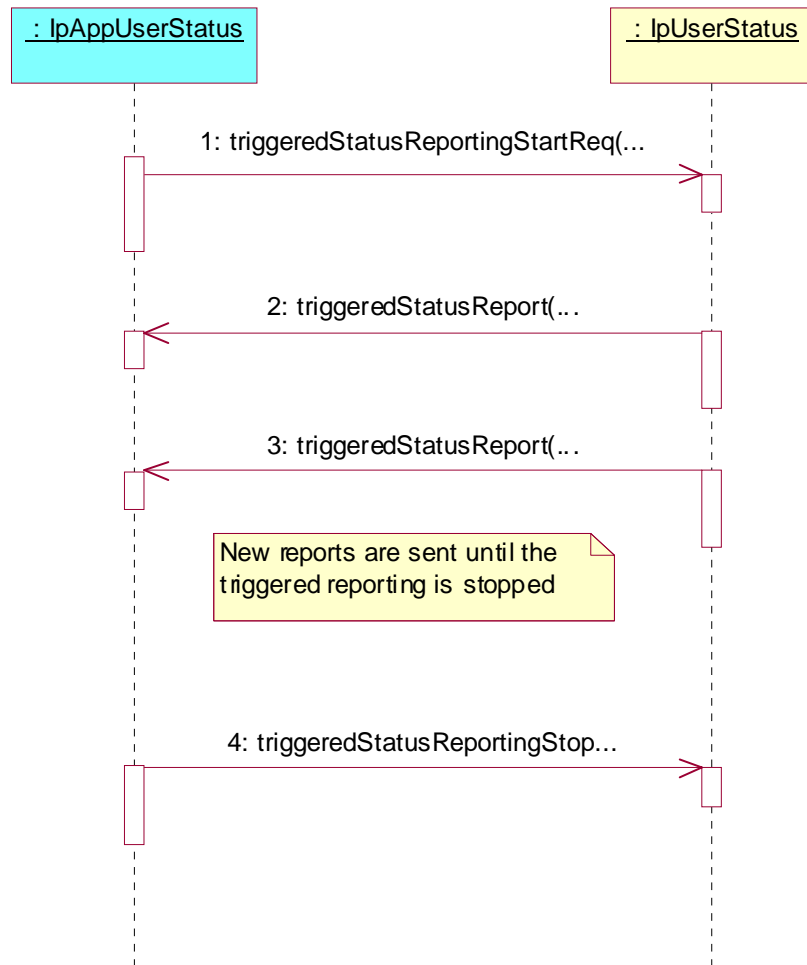 : IpAppUserStatus
: IpUserStatus
1: triggeredStatusReportingStartReq(...
2: triggeredStatusReport(...
3: triggeredStatusReport(...
New reports are sent until the
triggered reporting is stopped
4: triggeredStatusReportingStop...